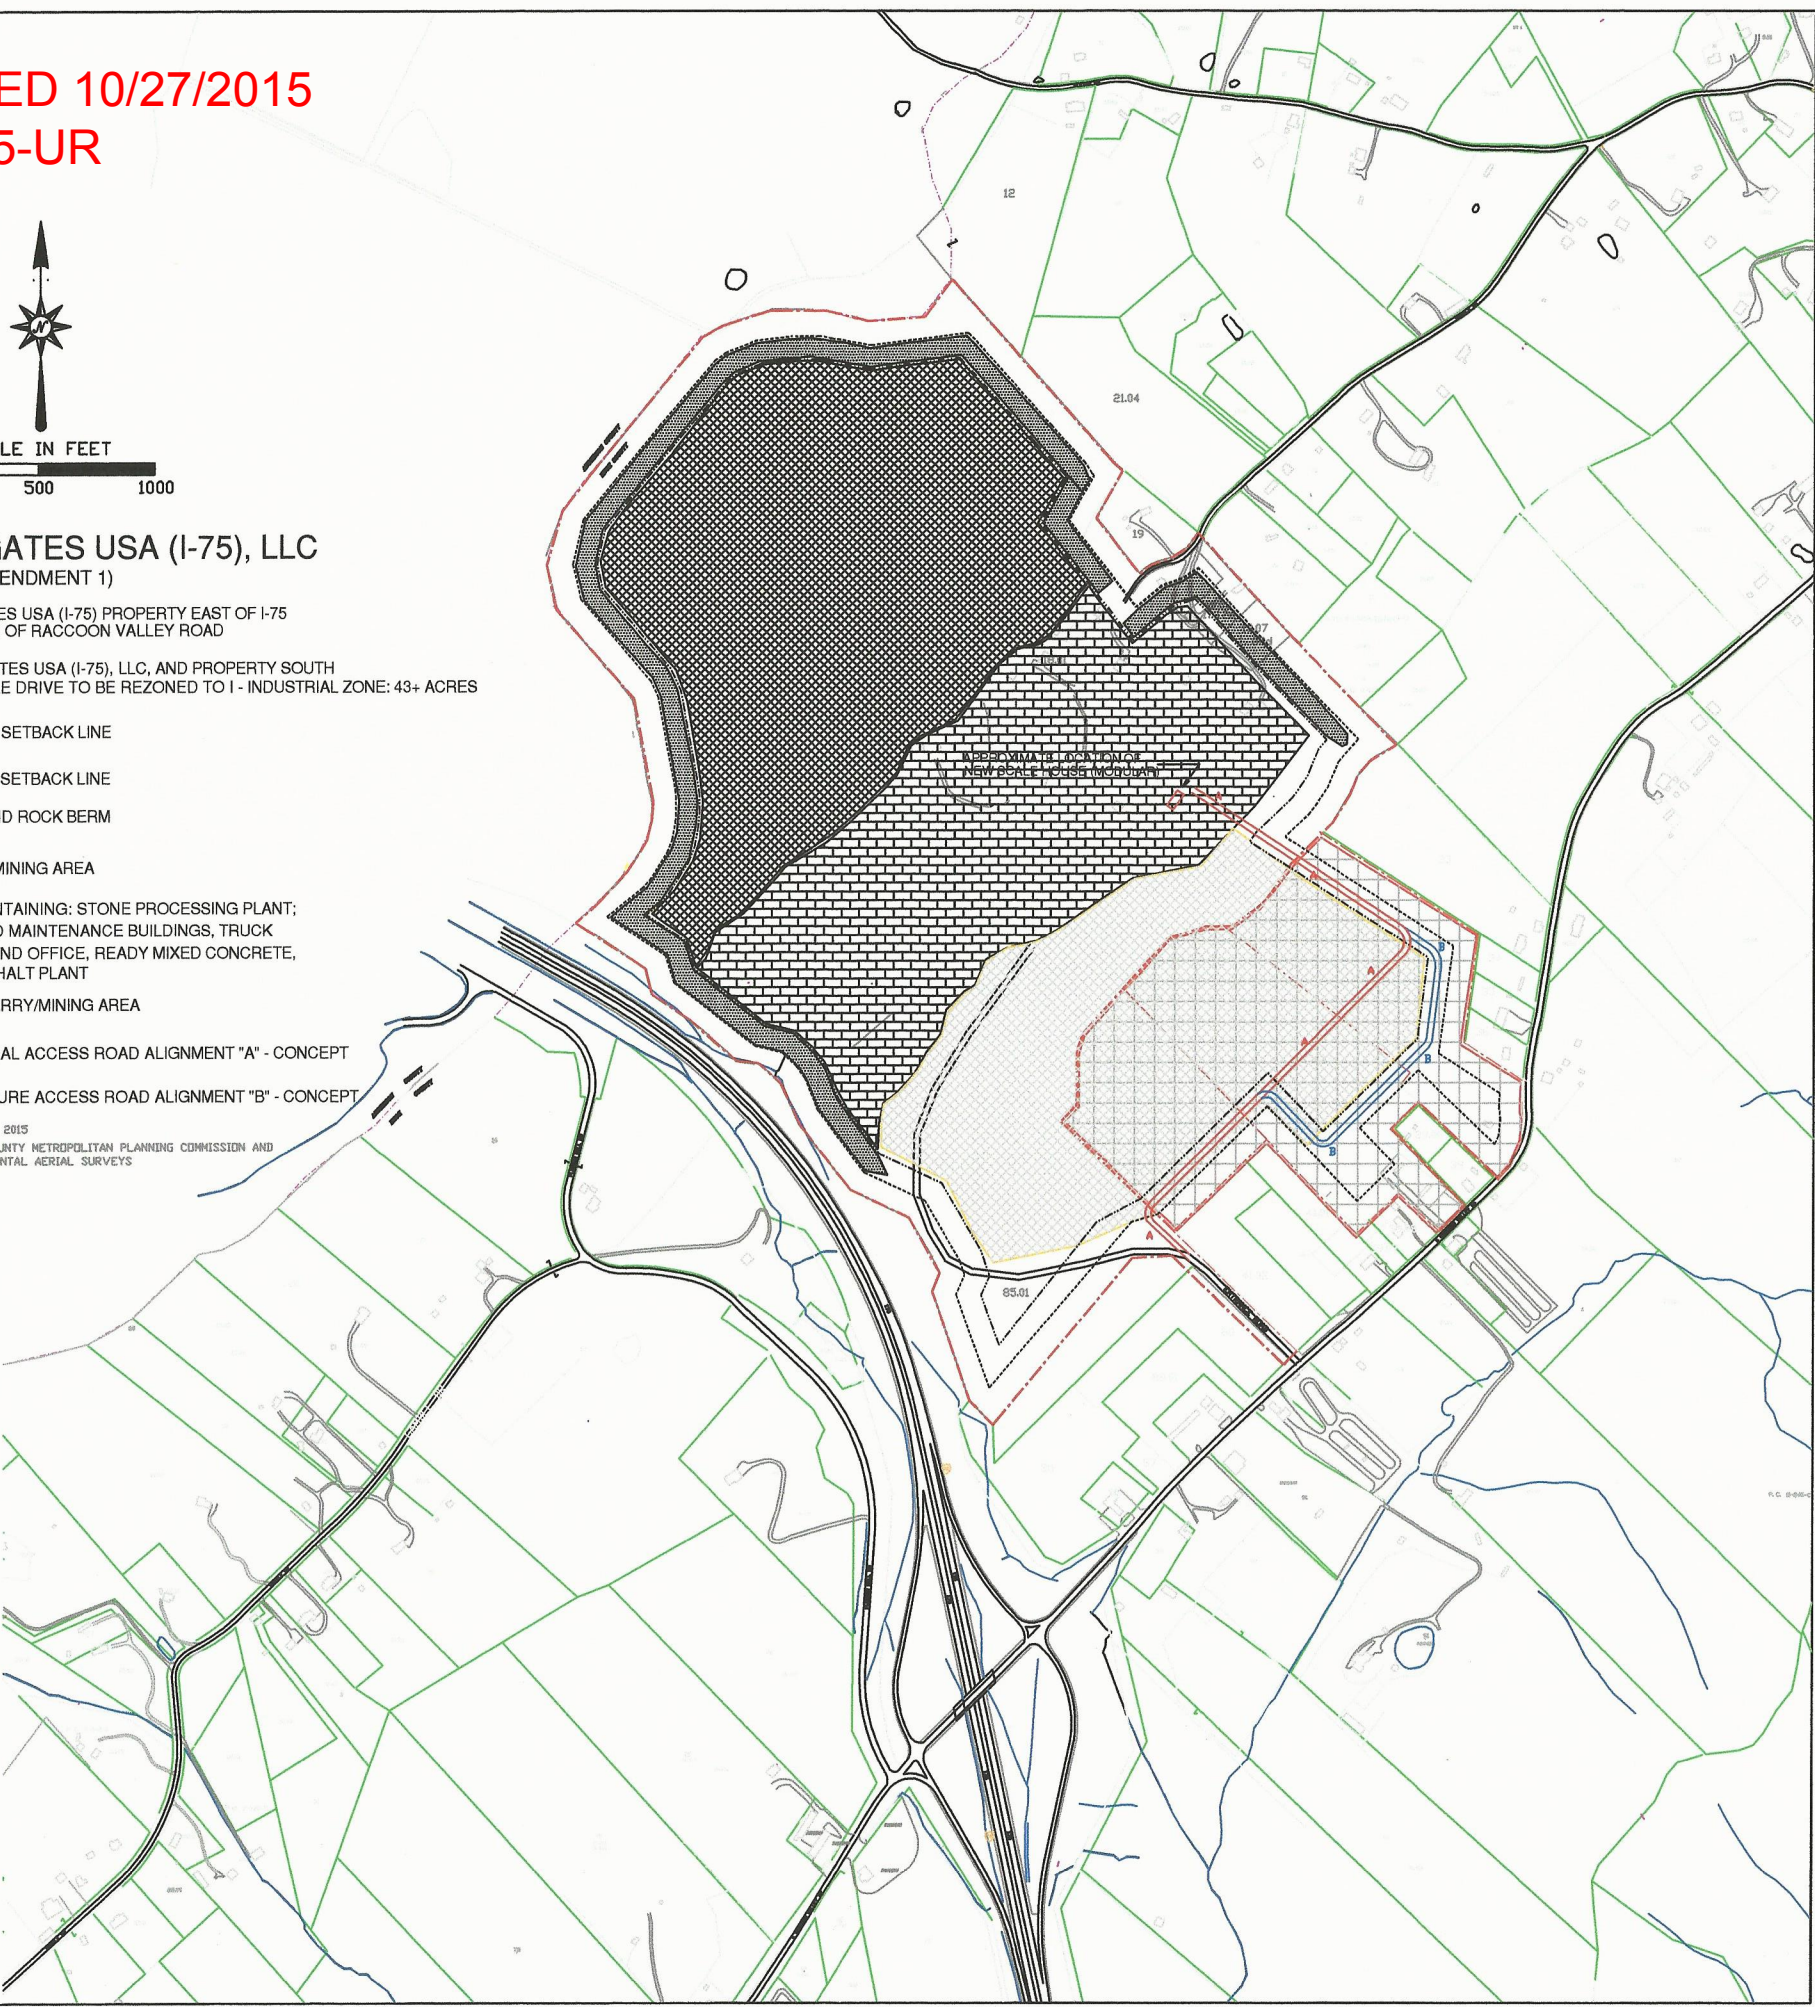 ED 10/27/2015
5-UR
N
LE IN FEET
500 1000
GATES USA (I-75), LLC
ENDMENT 1)
ES USA (I-75) PROPERTY EAST OF I-75
OF RACCOON VALLEY ROAD
TES USA (I-75), LLC, AND PROPERTY SOUTH
E DRIVE TO BE REZONED TO I - INDUSTRIAL ZONE: 43+ ACRES
SETBACK LINE
SETBACK LINE
D ROCK BERM
MINING AREA
NTAINING: STONE PROCESSING PLANT;
D MAINTENANCE BUILDINGS, TRUCK
AND OFFICE, READY MIXED CONCRETE,
HALT PLANT
RRY/MINING AREA
AL ACCESS ROAD ALIGNMENT "A" - CONCEPT
URE ACCESS ROAD ALIGNMENT "B" - CONCEPT
2015
UNTY METROPOLITAN PLANNING COMMISSION AND
NTAL AERIAL SURVEYS
12
21.04
19
07
APPROXIMATE LOCATION OF
NEW SCALE HOUSE (MODULAR)
A
A
B
A
A
B
B
A
85.01